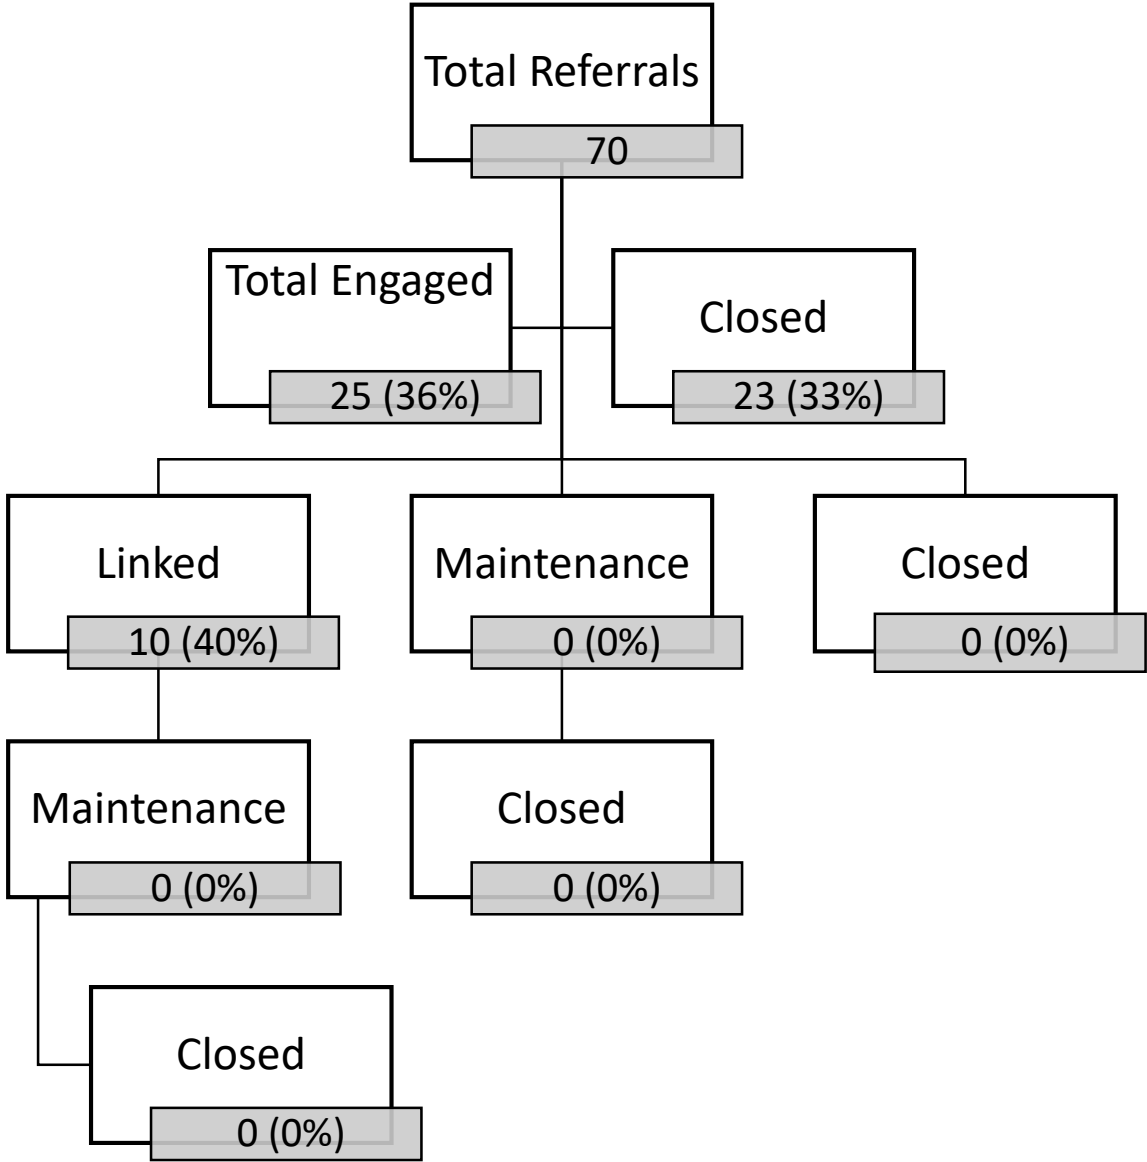 Total Referrals
70
Total Engaged
25 (36%)
Closed
23 (33%)
Linked
10 (40%)
Maintenance
0 (0%)
Closed
0 (0%)
Maintenance
0 (0%)
Closed
0 (0%)
Closed
0 (0%)